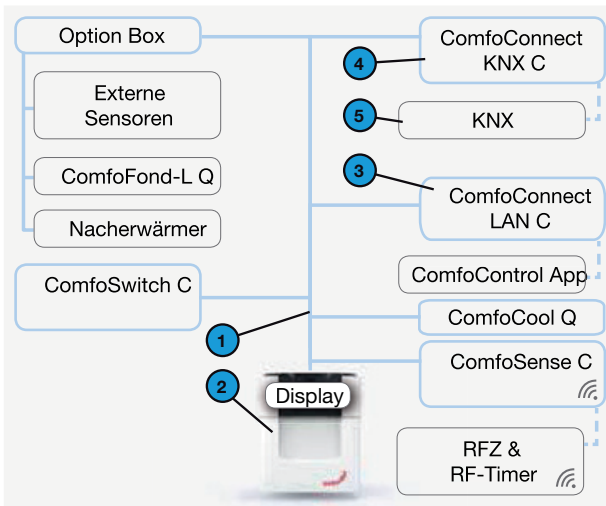 Option Box
Externe
Sensoren
ComfoFond-L Q
Nacherwärmer
ComfoSwitch C
ComfoConnect
KNX C
4
5
KNX
3
ComfoConnect
LAN C
ComfoControl App
ComfoCool Q
1
ComfoSense C
2
Display
RFZ &
RF-Timer